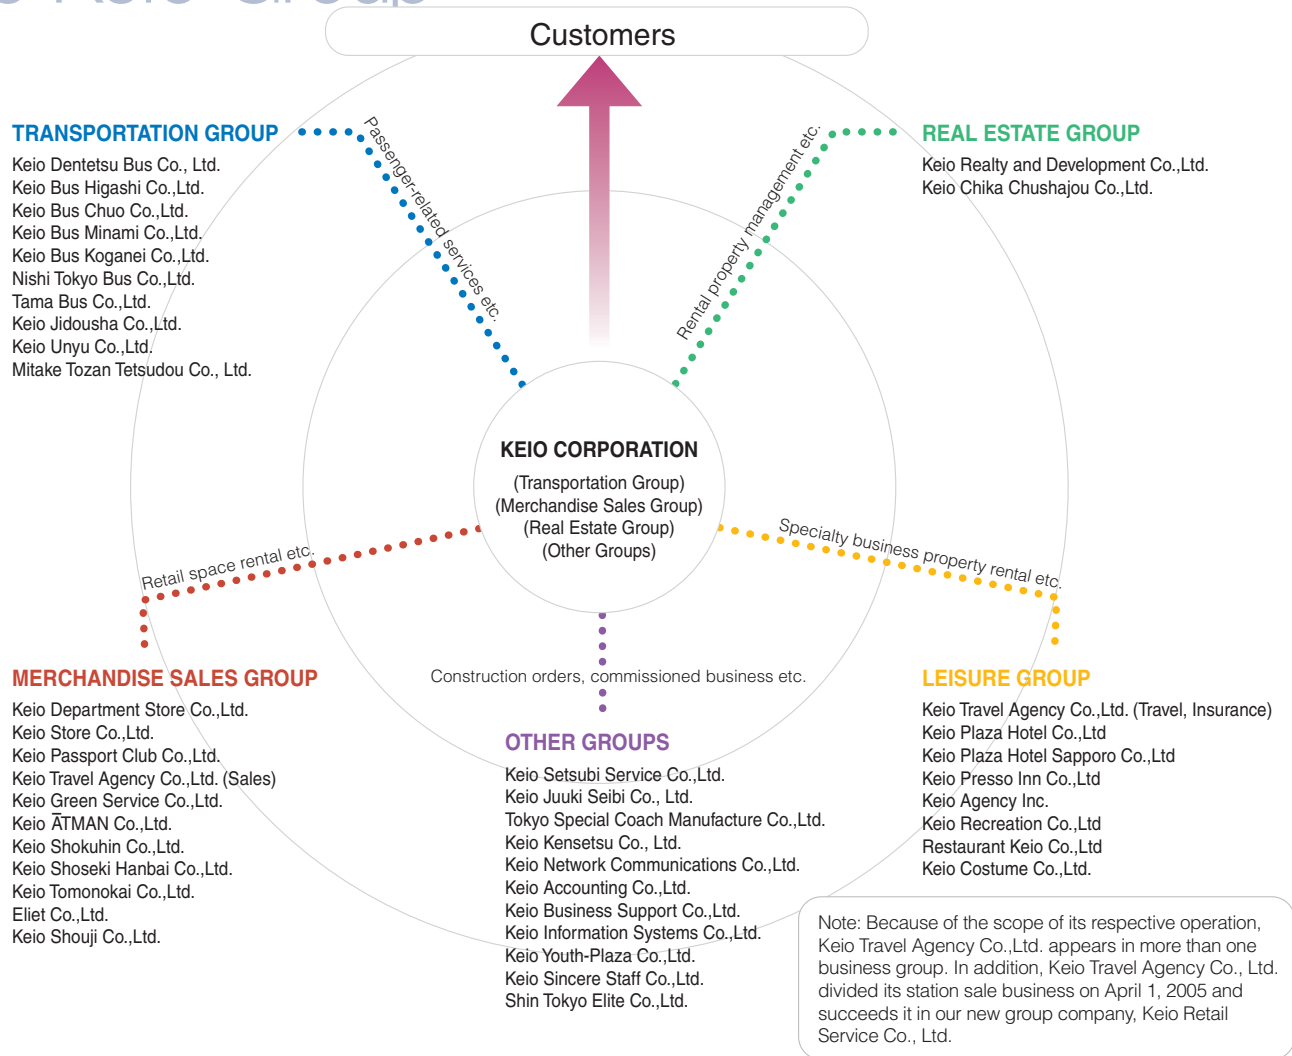 Keio Group
Customers
TRANSPORTATION GROUP
Keio Dentetsu Bus Co., Ltd.
Keio Bus Higashi Co.,Ltd.
Keio Bus Chuo Co.,Ltd.
Keio Bus Minami Co.,Ltd.
Keio Bus Koganei Co.,Ltd.
Nishi Tokyo Bus Co.,Ltd.
Tama Bus Co.,Ltd.
Keio Jidousha Co.,Ltd.
Keio Unyu Co.,Ltd.
Mitake Tozan Tetsudou Co., Ltd.
Passenger-related services etc.
Rental property management etc.
REAL ESTATE GROUP
Keio Realty and Development Co.,Ltd.
Keio Chika Chushajou Co.,Ltd.
KEIO CORPORATION
(Transportation Group)
(Merchandise Sales Group)
(Real Estate Group)
(Other Groups)
Retail space rental etc.
Specialty business property rental etc.
MERCHANDISE SALES GROUP
Keio Department Store Co.,Ltd.
Keio Store Co.,Ltd.
Keio Passport Club Co.,Ltd.
Keio Travel Agency Co.,Ltd. (Sales)
Keio Green Service Co.,Ltd.
Keio ĀTMAN Co.,Ltd.
Keio Shokuhin Co.,Ltd.
Keio Shoseki Hanbai Co.,Ltd.
Keio Tomonokai Co.,Ltd.
Eliet Co.,Ltd.
Keio Shouji Co.,Ltd.
Construction orders, commissioned business etc.
OTHER GROUPS
Keio Setsubi Service Co.,Ltd.
Keio Juuki Seibi Co., Ltd.
Tokyo Special Coach Manufacture Co.,Ltd.
Keio Kensetsu Co., Ltd.
Keio Network Communications Co.,Ltd.
Keio Accounting Co.,Ltd.
Keio Business Support Co.,Ltd.
Keio Information Systems Co.,Ltd.
Keio Youth-Plaza Co.,Ltd.
Keio Sincere Staff Co.,Ltd.
Shin Tokyo Elite Co.,Ltd.
LEISURE GROUP
Keio Travel Agency Co.,Ltd. (Travel, Insurance)
Keio Plaza Hotel Co.,Ltd
Keio Plaza Hotel Sapporo Co.,Ltd
Keio Presso Inn Co.,Ltd
Keio Agency Inc.
Keio Recreation Co.,Ltd
Restaurant Keio Co.,Ltd
Keio Costume Co.,Ltd.
Note: Because of the scope of its respective operation,
Keio Travel Agency Co.,Ltd. appears in more than one
business group. In addition, Keio Travel Agency Co., Ltd.
divided its station sale business on April 1, 2005 and
succeeds it in our new group company, Keio Retail
Service Co., Ltd.